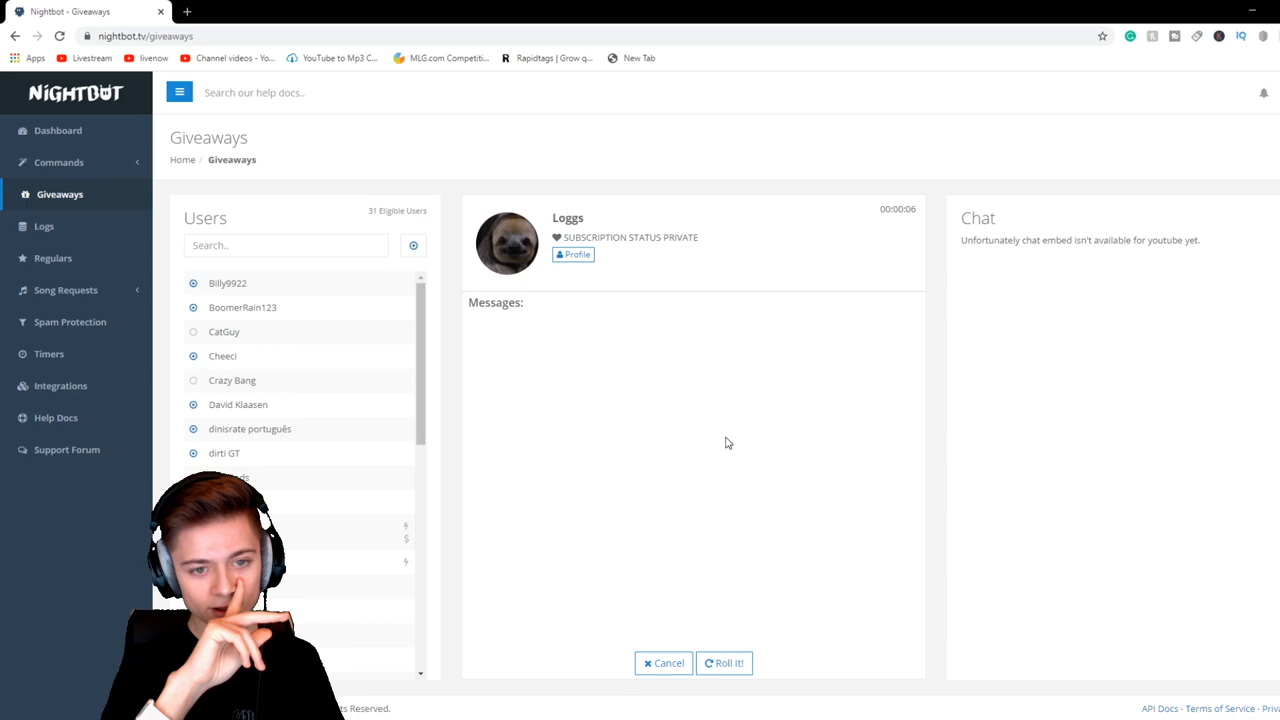 Nightbot - Giveaways
nightbot.tv/giveaways
Apps Livestream livenow Channel videos - Yo... YouTube to Mp3 C... MLG.com Competiti... Rapidtags | Grow q... New Tab
NIGHTBOT
Search our help docs..
Dashboard
Commands
Giveaways
Logs
Regulars
Song Requests
Spam Protection
Timers
Integrations
Help Docs
Support Forum
Giveaways
Home / Giveaways
Users
31 Eligible Users
Search..
Billy9922
BoomerRain123
CatGuy
Cheeci
Crazy Bang
David Klaasen
dinisrate português
dirti GT
Loggs
00:00:06
SUBSCRIPTION STATUS PRIVATE
Profile
Messages:
Cancel Roll It!
Chat
Unfortunately chat embed isn't available for youtube yet.
ts Reserved.
API Docs - Terms of Service - Priva